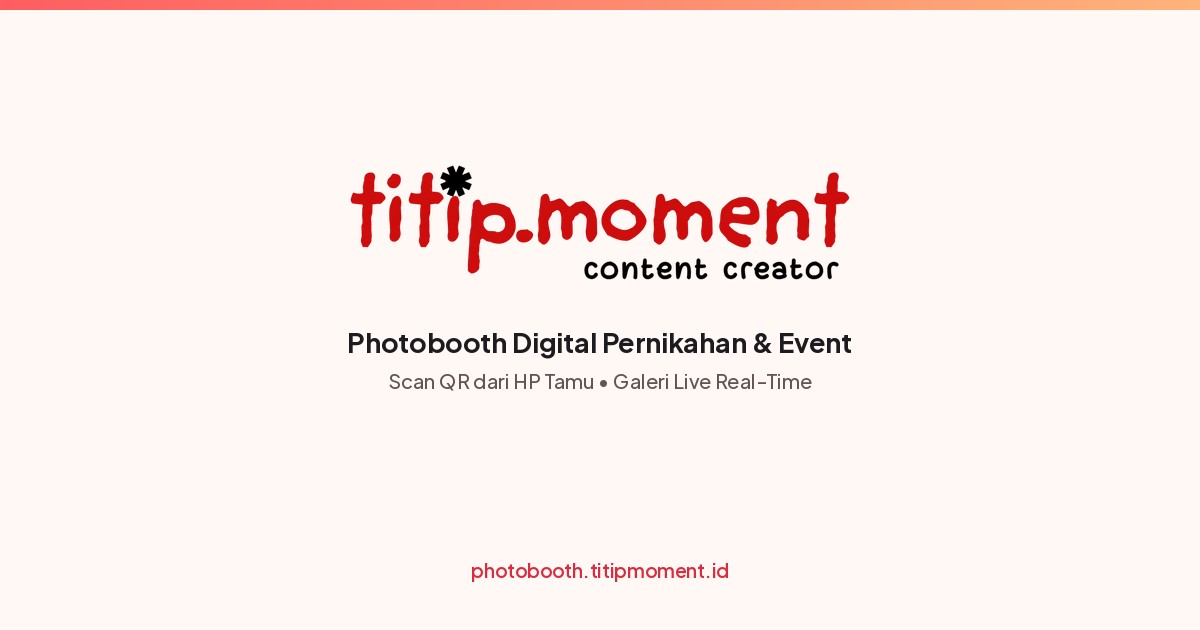 titip.moment
content creator
Photobooth Digital Pernikahan & Event
Scan QR dari HP Tamu • Galeri Live Real-Time
photobooth.titipmoment.id